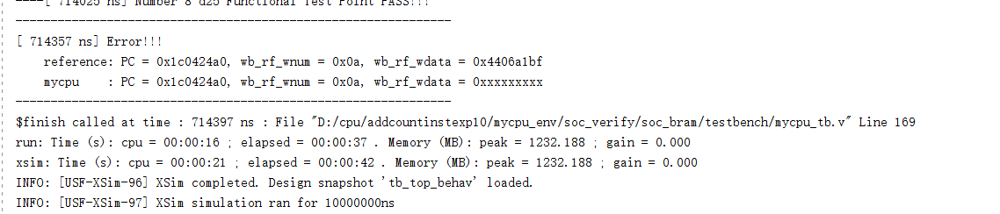 ----[ 714025 ns] Number 8'd25 Functional Test Point PASS!!!
--------------------------------------------------------------
[ 714357 ns] Error!!!
    reference: PC = 0x1c0424a0, wb_rf_wnum = 0x0a, wb_rf_wdata = 0x4406a1bf
    mycpu    : PC = 0x1c0424a0, wb_rf_wnum = 0x0a, wb_rf_wdata = 0xxxxxxxxx
--------------------------------------------------------------
$finish called at time : 714397 ns : File "D:/cpu/addcountinstexp10/mycpu_env/soc_verify/soc_bram/testbench/mycpu_tb.v" Line 169
run: Time (s): cpu = 00:00:16 ; elapsed = 00:00:37 . Memory (MB): peak = 1232.188 ; gain = 0.000
xsim: Time (s): cpu = 00:00:21 ; elapsed = 00:00:42 . Memory (MB): peak = 1232.188 ; gain = 0.000
INFO: [USF-XSim-96] XSim completed. Design snapshot 'tb_top_behav' loaded.
INFO: [USF-XSim-97] XSim simulation ran for 10000000ns